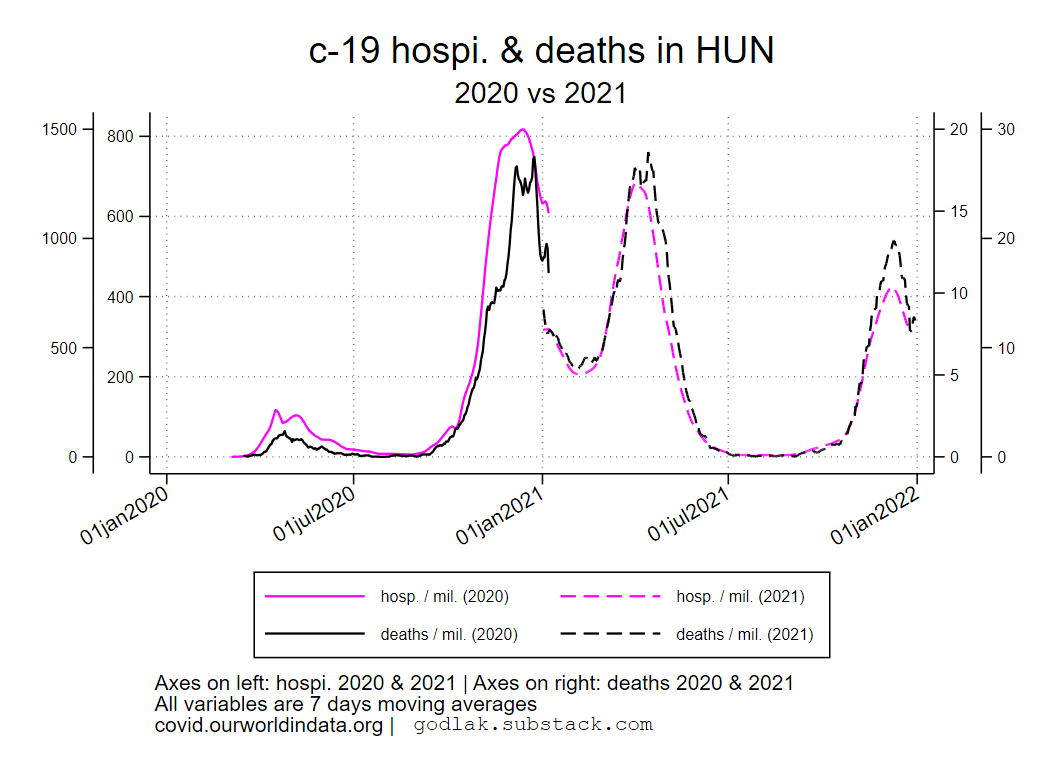 c-19 hospi. & deaths in HUN
2020 vs 2021
1500
1000
500
0
800
600
400
200
0
20
15
10
5
0
30
20
10
0
01jan2020
01jul2020
01jan2021
01jul2021
01jan2022
hosp. / mil. (2020)
hosp. / mil. (2021)
deaths / mil. (2020)
deaths / mil. (2021)
Axes on left: hospi. 2020 & 2021 | Axes on right: deaths 2020 & 2021
All variables are 7 days moving averages
covid.ourworldindata.org | godlak.substack.com